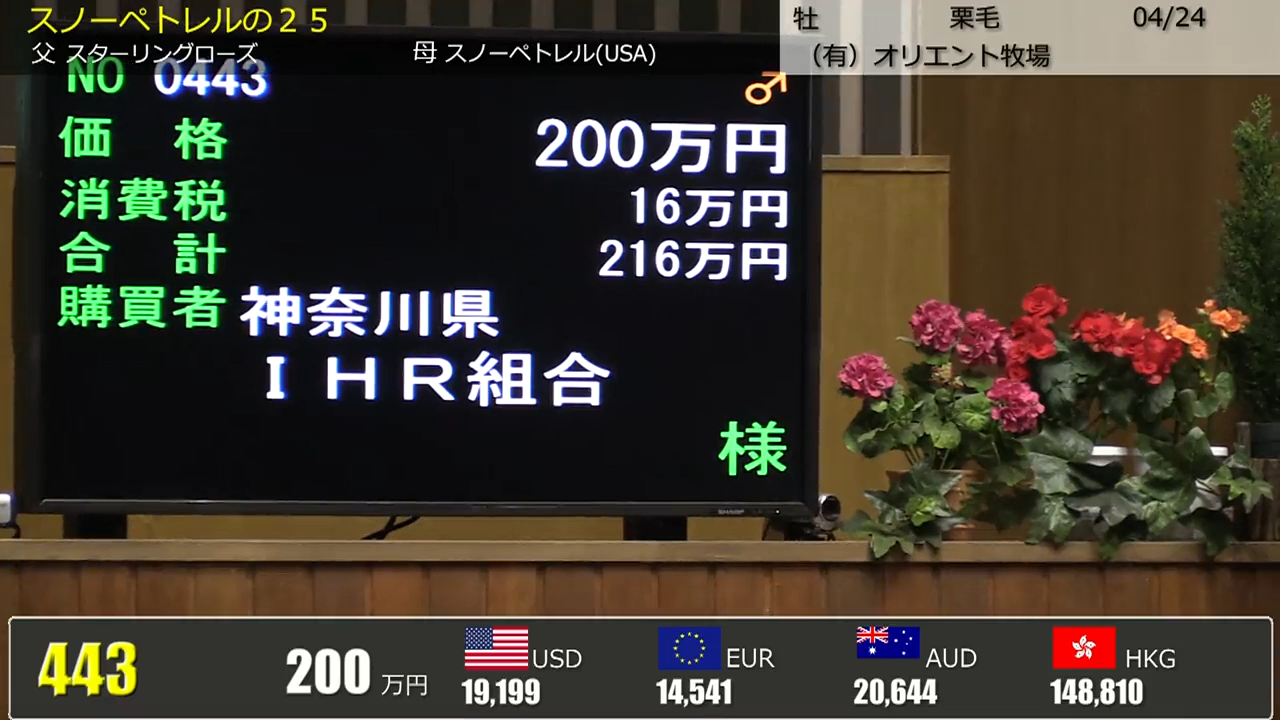 スノーペトレルの２５
牡 栗毛 04/24
父 スターリングローズ 母 スノーペトレル(USA)
（有）オリエント牧場
NO 0443
♂
価 格 200万円
消費税 16万円
合 計 216万円
購買者 神奈川県
ＩＨＲ組合
様
SHARP
443 200 万円 USD 19,199 EUR 14,541 AUD 20,644 HKG 148,810